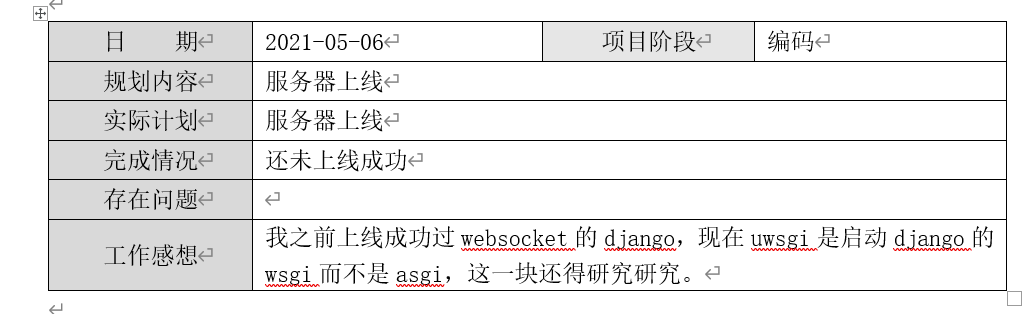 日 期 2021-05-06 项目阶段 编码
规划内容 服务器上线
实际计划 服务器上线
完成情况 还未上线成功
存在问题
工作感想 我之前上线成功过 websocket 的 django，现在 uwsgi 是启动 django 的
wsgi 而不是 asgi，这一块还得研究研究。